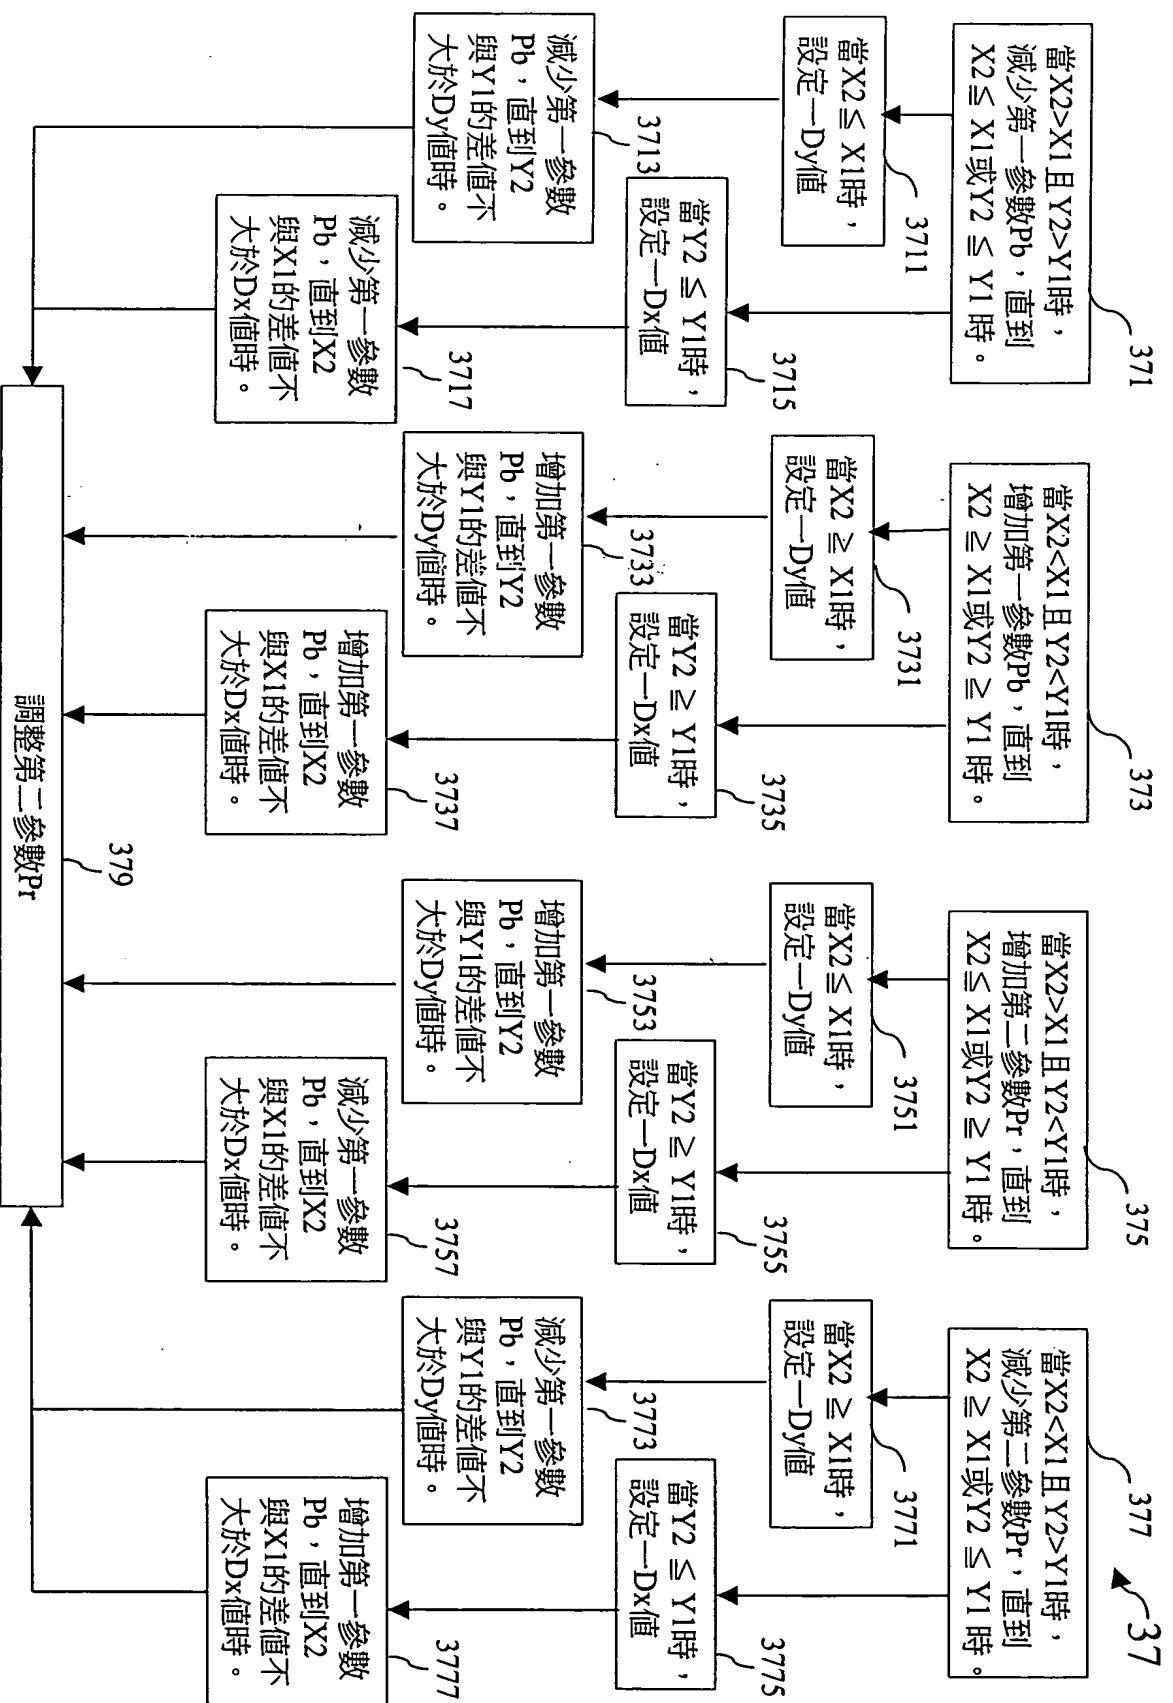 37
371
當X2>X1且Y2>Y1時，
減少第一參數Pb，直到
X2≦X1或Y2≦Y1時。
3711
當X2≦X1時，
設定一Dy值
3713
減少第一參數
Pb，直到Y2
與Y1的差值不
大於Dy值時。
3715
當Y2≦Y1時，
設定一Dx值
3717
減少第一參數
Pb，直到X2
與X1的差值不
大於Dx值時。
373
當X2<X1且Y2<Y1時，
增加第一參數Pb，直到
X2≧X1或Y2≧Y1時。
3731
當X2≧X1時，
設定一Dy值
3733
增加第一參數
Pb，直到Y2
與Y1的差值不
大於Dy值時。
3735
當Y2≧Y1時，
設定一Dx值
3737
增加第一參數
Pb，直到X2
與X1的差值不
大於Dx值時。
375
當X2>X1且Y2<Y1時，
增加第二參數Pr，直到
X2≦X1或Y2≧Y1時。
3751
當X2≦X1時，
設定一Dy值
3753
增加第一參數
Pb，直到Y2
與Y1的差值不
大於Dy值時。
3755
當Y2≧Y1時，
設定一Dx值
3757
減少第一參數
Pb，直到X2
與X1的差值不
大於Dx值時。
377
當X2<X1且Y2>Y1時，
減少第二參數Pr，直到
X2≧X1或Y2≦Y1時。
3771
當X2≧X1時，
設定一Dy值
3773
減少第一參數
Pb，直到Y2
與Y1的差值不
大於Dy值時。
3775
當Y2≦Y1時，
設定一Dx值
3777
增加第一參數
Pb，直到X2
與X1的差值不
大於Dx值時。
379
調整第二參數Pr